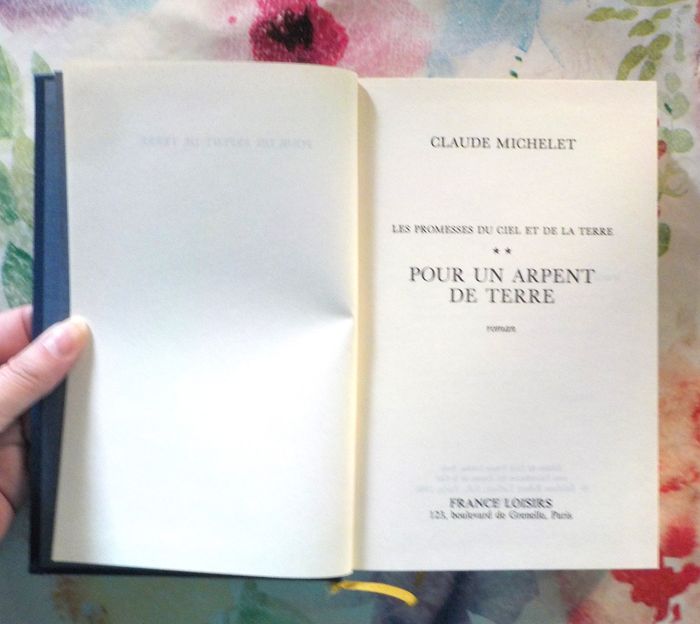 CLAUDE MICHELET
LES PROMESSES DU CIEL ET DE LA TERRE
★★
POUR UN ARPENT
DE TERRE
roman
FRANCE LOISIRS
123, boulevard de Grenelle, Paris